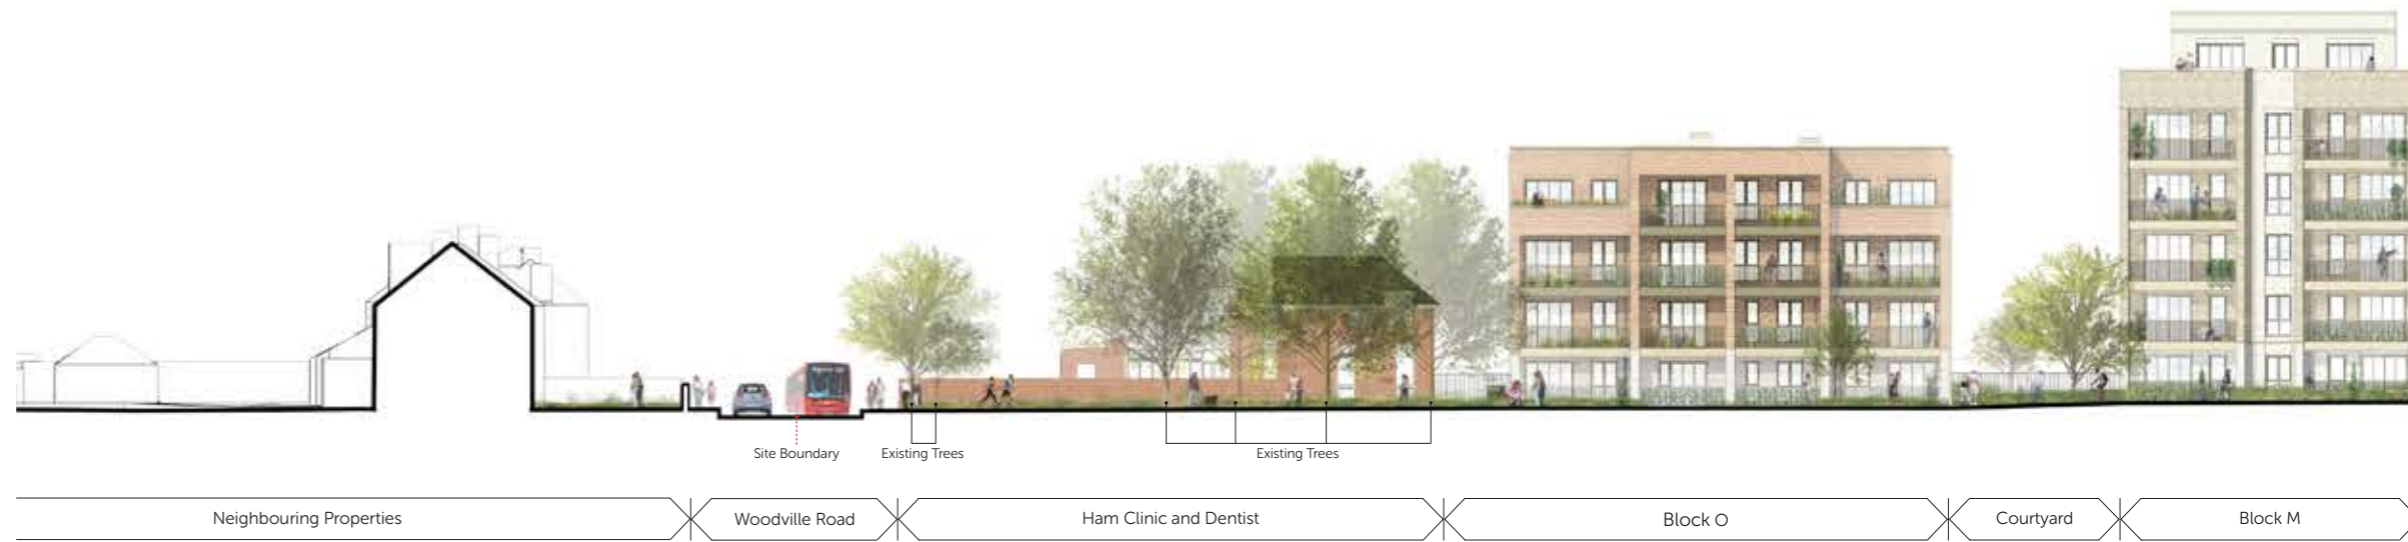 Site Boundary
Existing Trees
Existing Trees
Neighbouring Properties
Woodville Road
Ham Clinic and Dentist
Block O
Courtyard
Block M